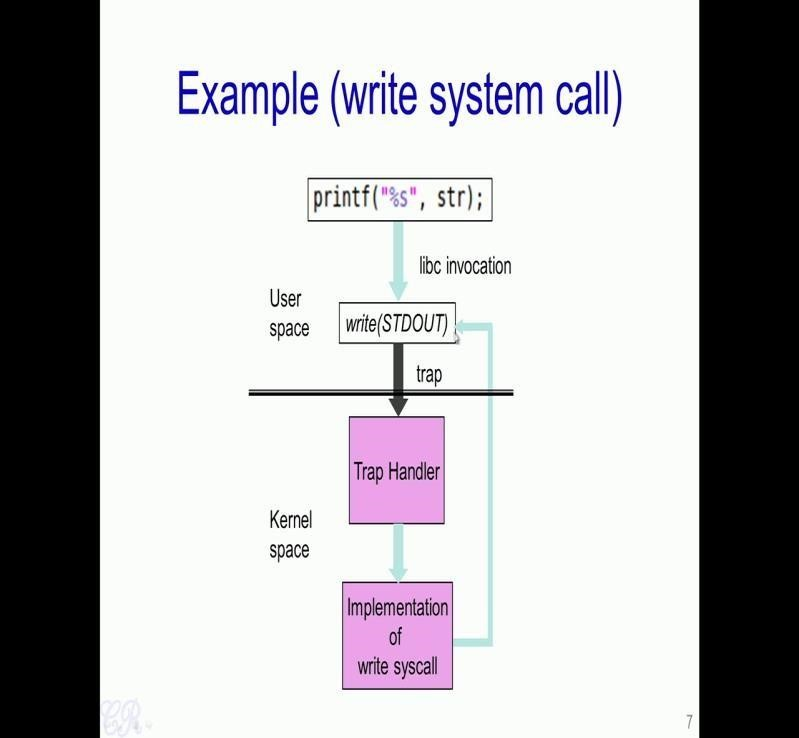 Example (write system call)
printf("%s", str);
libc invocation
User
space
write(STDOUT)
trap
Trap Handler
Kernel
space
Implementation
of
write syscall
7